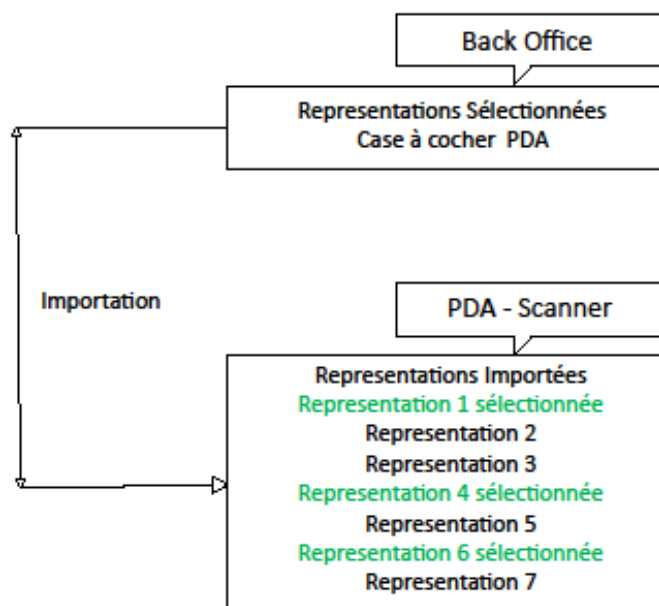 Back Office
Representations Sélectionnées
Case à cocher PDA
Importation
PDA - Scanner
Representations Importées
Representation 1 sélectionnée
Representation 2
Representation 3
Representation 4 sélectionnée
Representation 5
Representation 6 sélectionnée
Representation 7